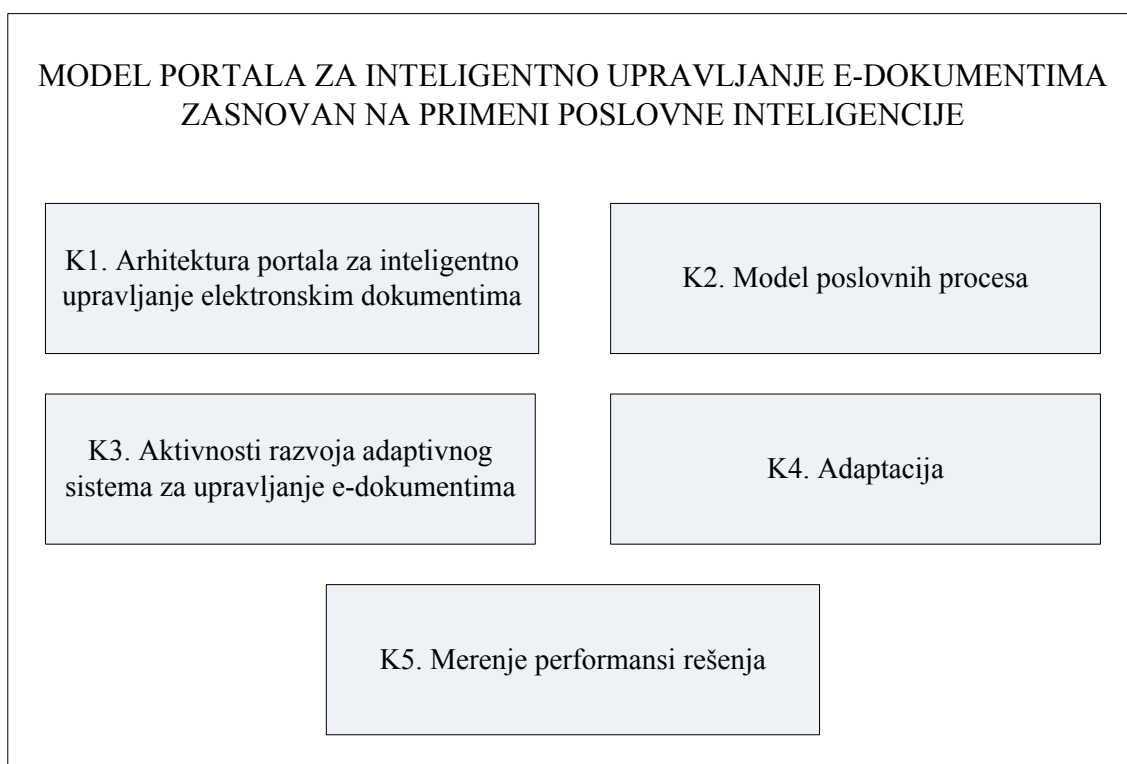 MODEL PORTALA ZA INTELIGENTNO UPRAVLJANJE E-DOKUMENTIMA
ZASNOVAN NA PRIMENI POSLOVNE INTELIGENCIJE
K1. Arhitektura portala za inteligentno
upravljanje elektronskim dokumentima
K2. Model poslovnih procesa
K3. Aktivnosti razvoja adaptivnog
sistema za upravljanje e-dokumentima
K4. Adaptacija
K5. Merenje performansi rešenja